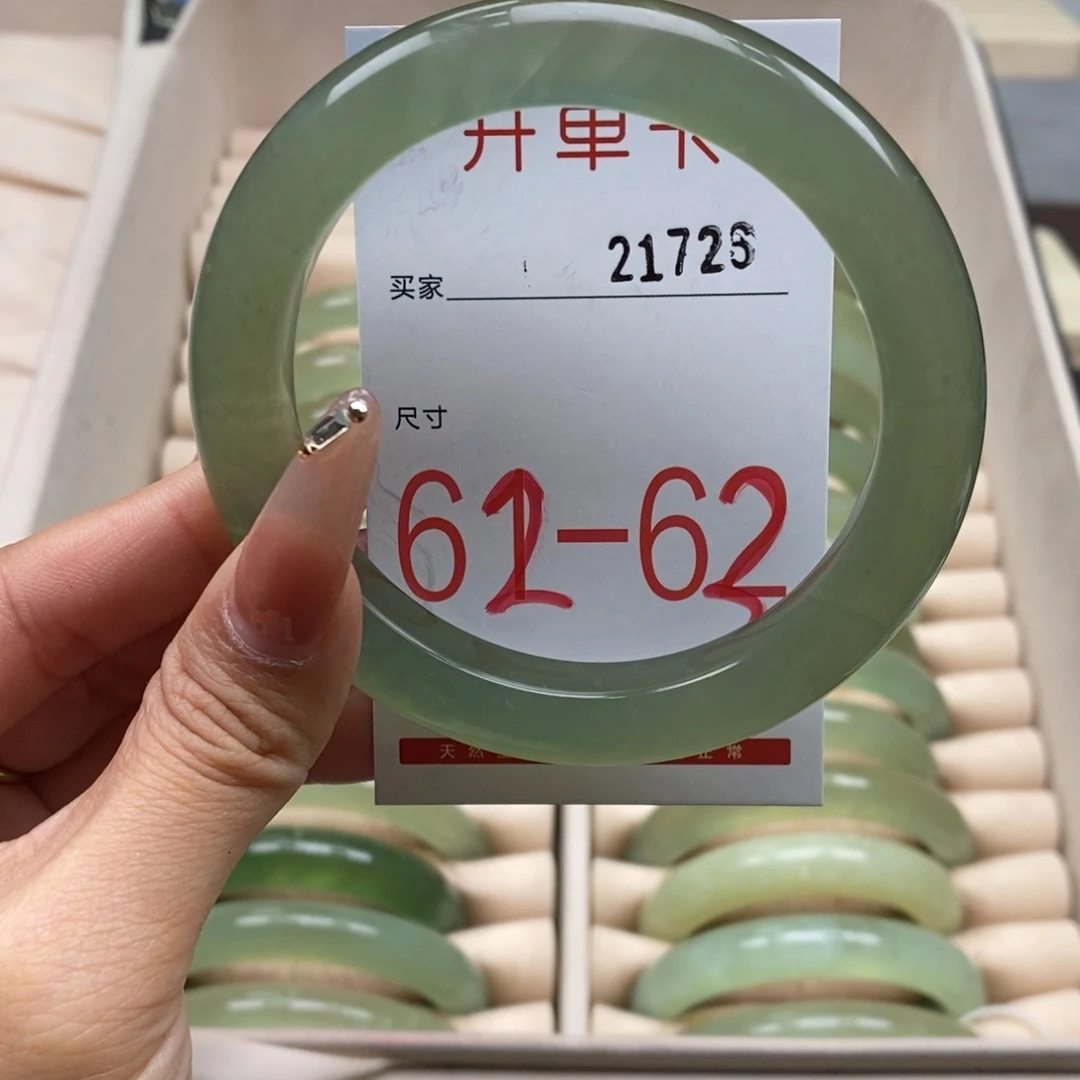 开单卡
买家 21726
尺寸
61-62
天然 正常